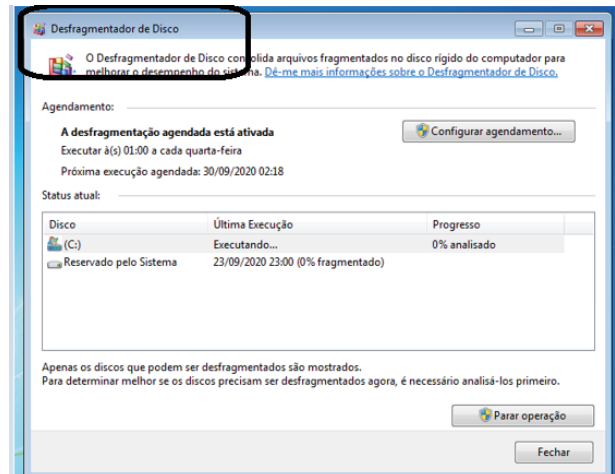 Desfragmentador de Disco
O Desfragmentador de Disco consolida arquivos fragmentados no disco rígido do computador para
melhorar o desempenho do sistema. Dê-me mais informações sobre o Desfragmentador de Disco.
Agendamento:
A desfragmentação agendada está ativada
Configurar agendamento...
Executar à(s) 01:00 a cada quarta-feira
Próxima execução agendada: 30/09/2020 02:18
Status atual:
Disco Última Execução Progresso
(C:) Executando... 0% analisado
Reservado pelo Sistema 23/09/2020 23:00 (0% fragmentado)
Apenas os discos que podem ser desfragmentados são mostrados.
Para determinar melhor se os discos precisam ser desfragmentados agora, é necessário analisá-los primeiro.
Parar operação
Fechar